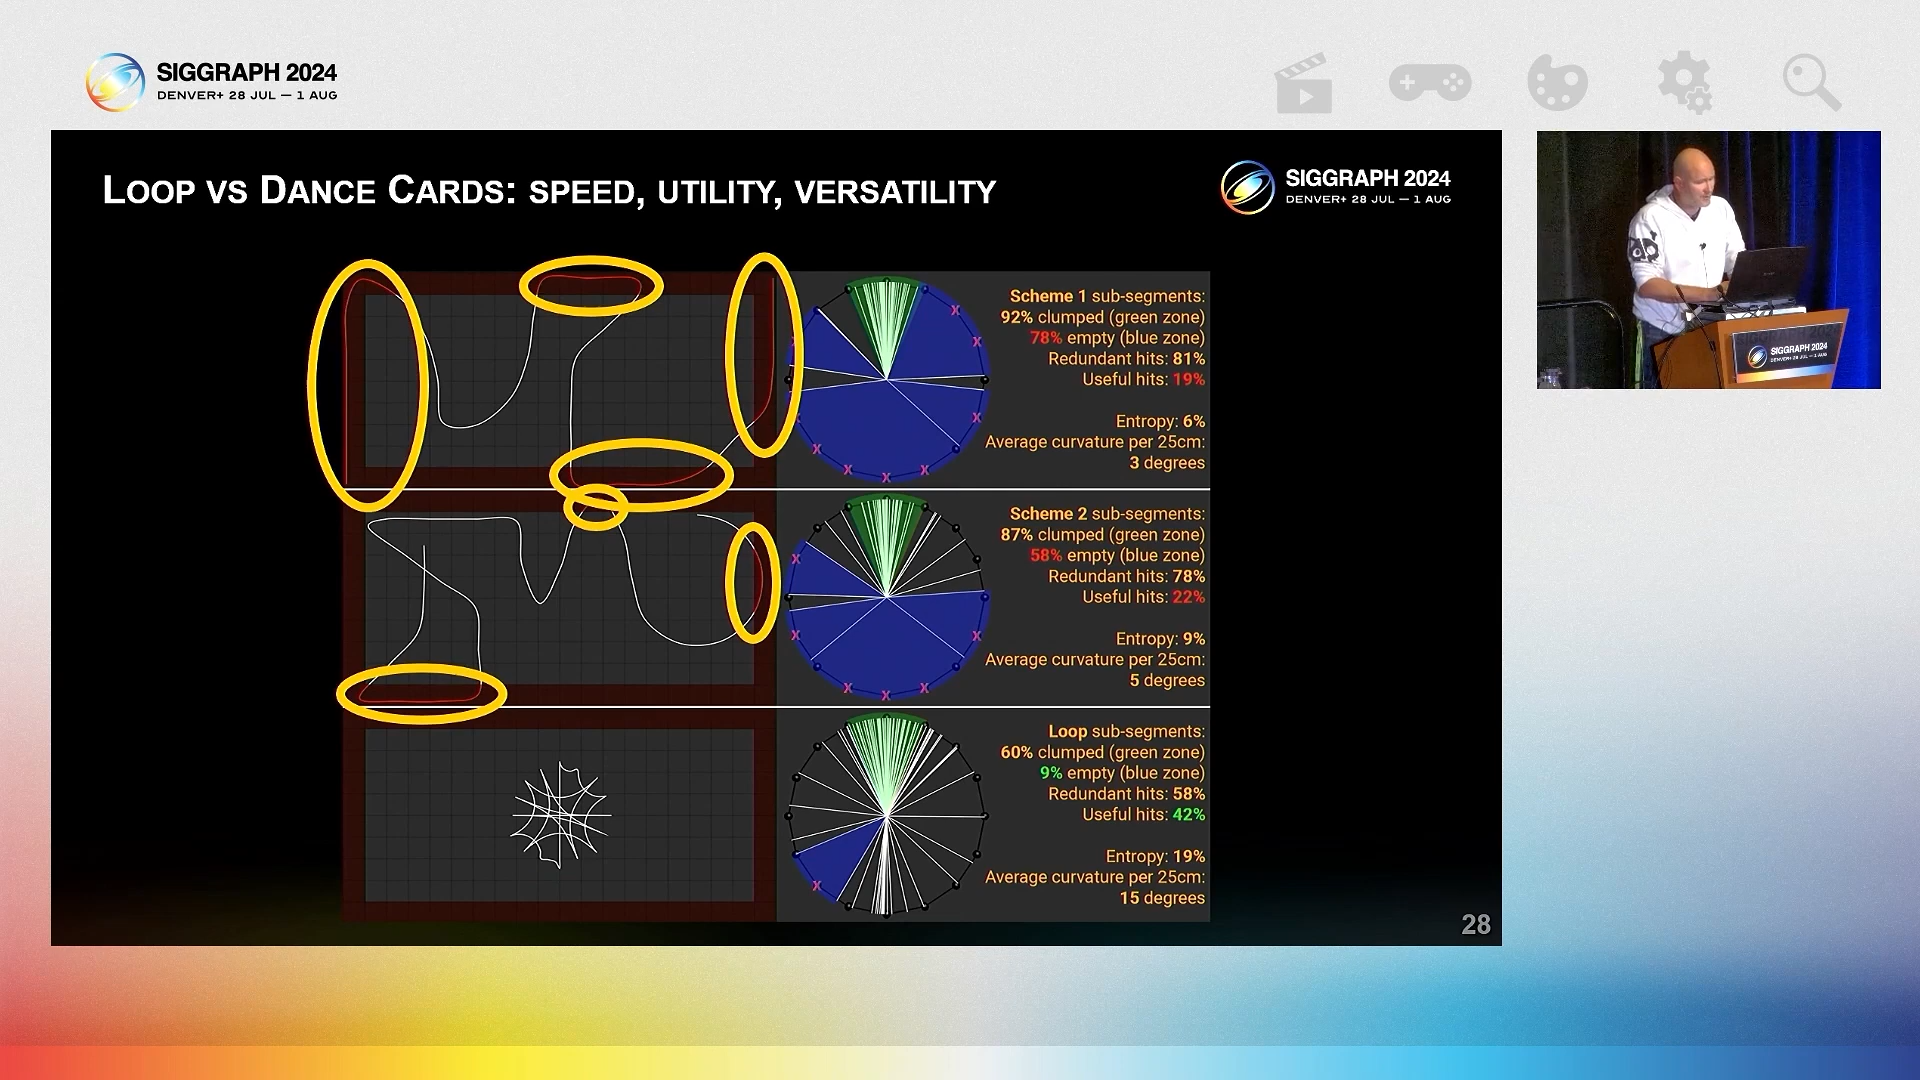 SIGGRAPH 2024
DENVER+ 28 JUL — 1 AUG
LOOP VS DANCE CARDS: SPEED, UTILITY, VERSATILITY
SIGGRAPH 2024
DENVER+ 28 JUL — 1 AUG
Scheme 1 sub-segments:
92% clumped (green zone)
78% empty (blue zone)
Redundant hits: 81%
Useful hits: 19%
Entropy: 6%
Average curvature per 25cm:
3 degrees
Scheme 2 sub-segments:
87% clumped (green zone)
58% empty (blue zone)
Redundant hits: 78%
Useful hits: 22%
Entropy: 9%
Average curvature per 25cm:
5 degrees
Loop sub-segments:
60% clumped (green zone)
9% empty (blue zone)
Redundant hits: 58%
Useful hits: 42%
Entropy: 19%
Average curvature per 25cm:
15 degrees
28
SIGGRAPH 2024